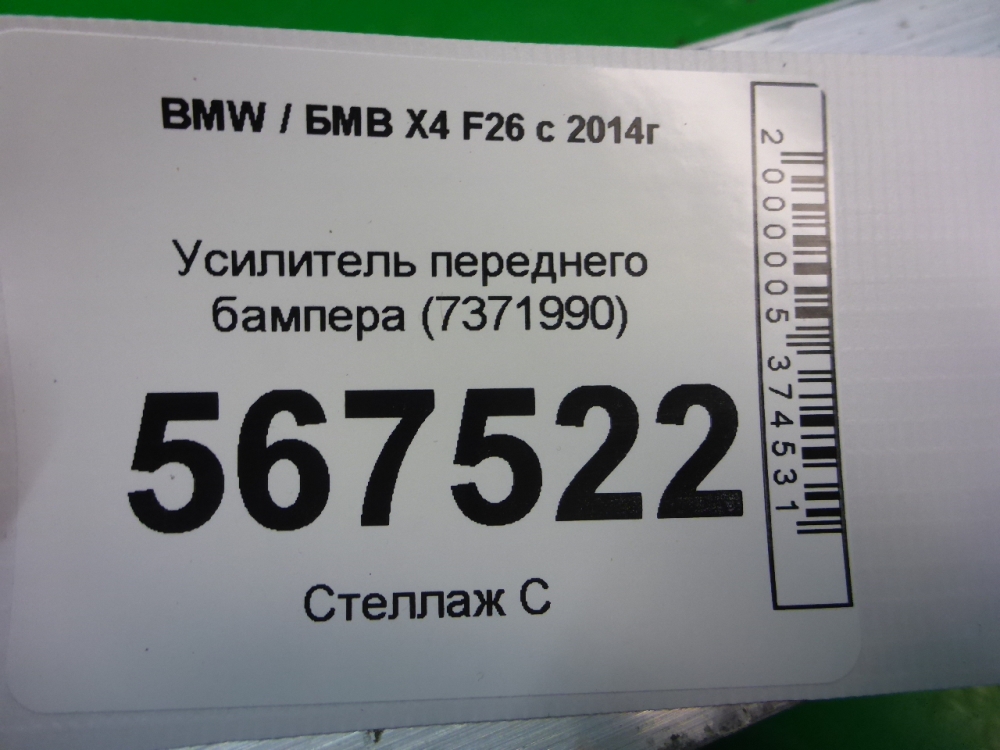 BMW / БМВ X4 F26 с 2014г
Усилитель переднего
бампера (7371990)
567522
Стеллаж С
2000005374531